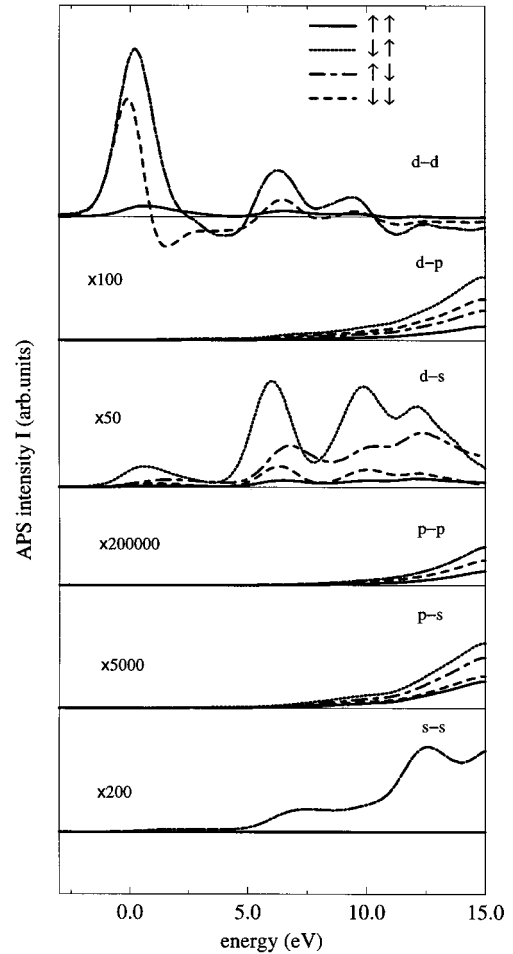 ↑↑
↓↑
↑↓
↓↓
d-d
d-p
x100
d-s
x50
p-p
x200000
p-s
x5000
s-s
x200
APS intensity I (arb.units)
0.0 5.0 10.0 15.0
energy (eV)